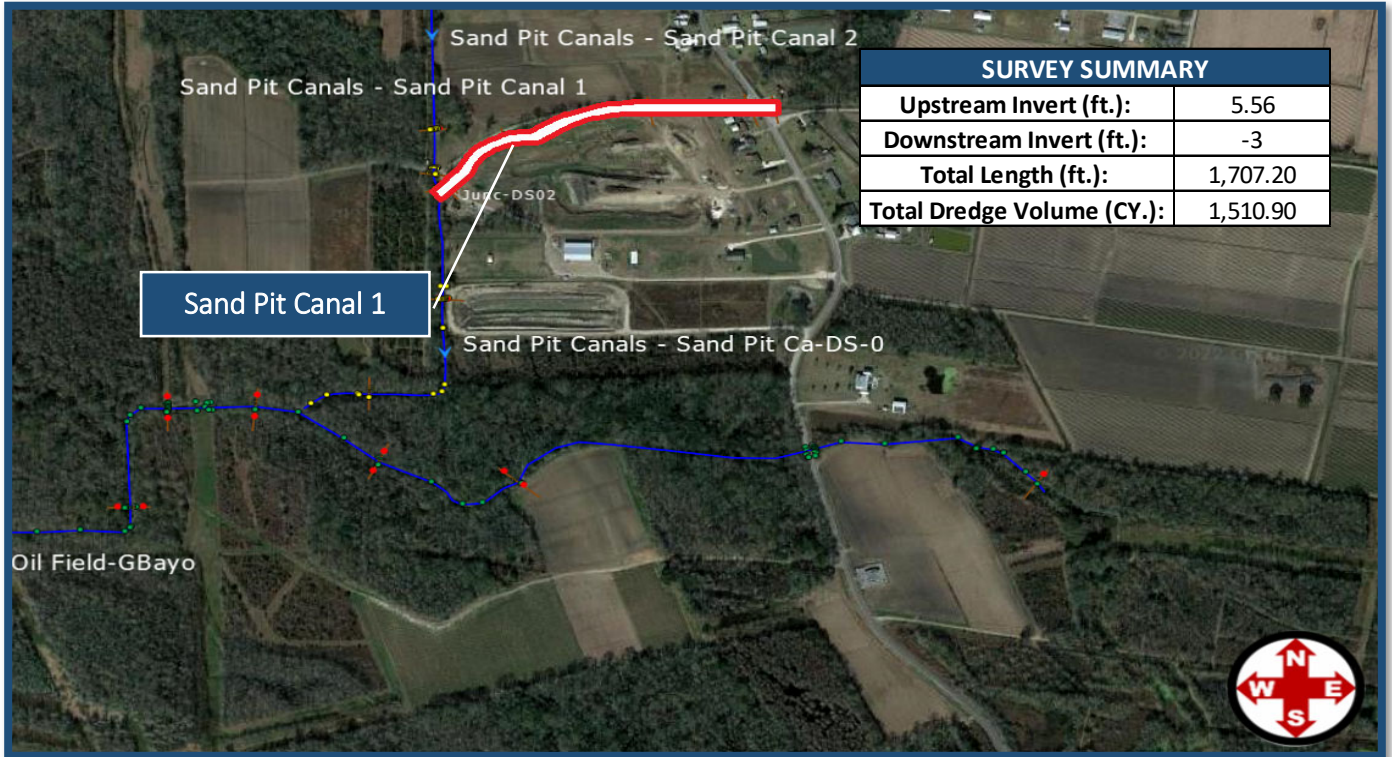 Sand Pit Canals - Sand Pit Canal 2
Sand Pit Canals - Sand Pit Canal 1
SURVEY SUMMARY
Upstream Invert (ft.): 5.56
Downstream Invert (ft.): -3
Total Length (ft.): 1,707.20
Total Dredge Volume (CY.): 1,510.90
Junc-DS02
Sand Pit Canal 1
Sand Pit Canals - Sand Pit Ca-DS-0
Oil Field-GBayo
N
W E
S